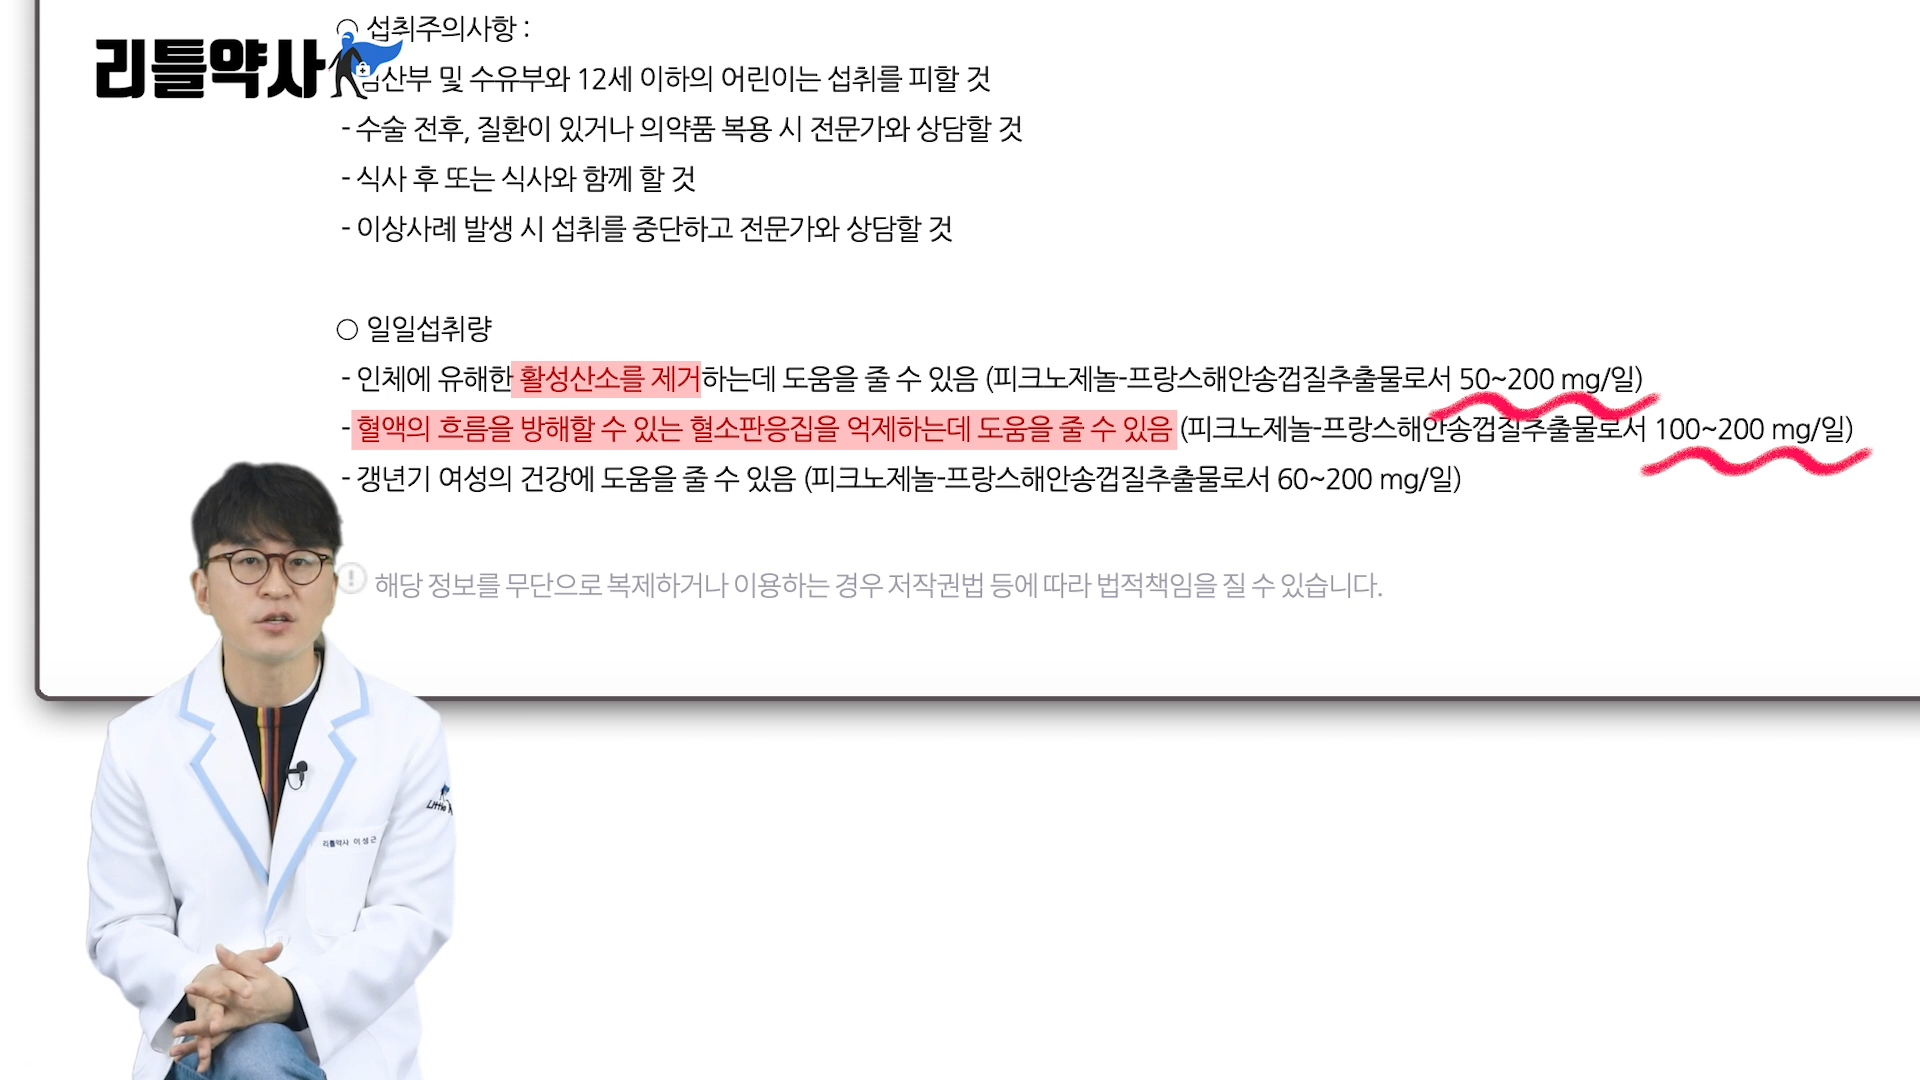 리틀약사
○ 섭취주의사항 :
임산부 및 수유부와 12세 이하의 어린이는 섭취를 피할 것
- 수술 전후, 질환이 있거나 의약품 복용 시 전문가와 상담할 것
- 식사 후 또는 식사와 함께 할 것
- 이상사례 발생 시 섭취를 중단하고 전문가와 상담할 것
○ 일일섭취량
- 인체에 유해한 활성산소를 제거하는데 도움을 줄 수 있음 (피크노제놀-프랑스해안송껍질추출물로서 50~200 mg/일)
- 혈액의 흐름을 방해할 수 있는 혈소판응집을 억제하는데 도움을 줄 수 있음 (피크노제놀-프랑스해안송껍질추출물로서 100~200 mg/일)
- 갱년기 여성의 건강에 도움을 줄 수 있음 (피크노제놀-프랑스해안송껍질추출물로서 60~200 mg/일)
해당 정보를 무단으로 복제하거나 이용하는 경우 저작권법 등에 따라 법적책임을 질 수 있습니다.
Little
리틀약사 이성근